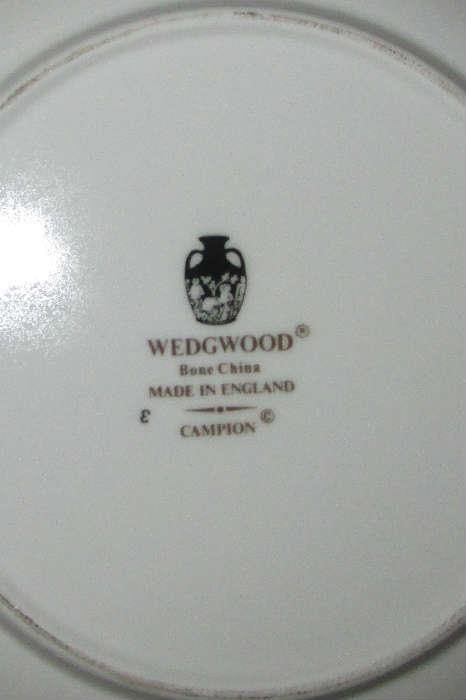 WEDGWOOD®
Bone China
MADE IN ENGLAND
ε
CAMPION ©